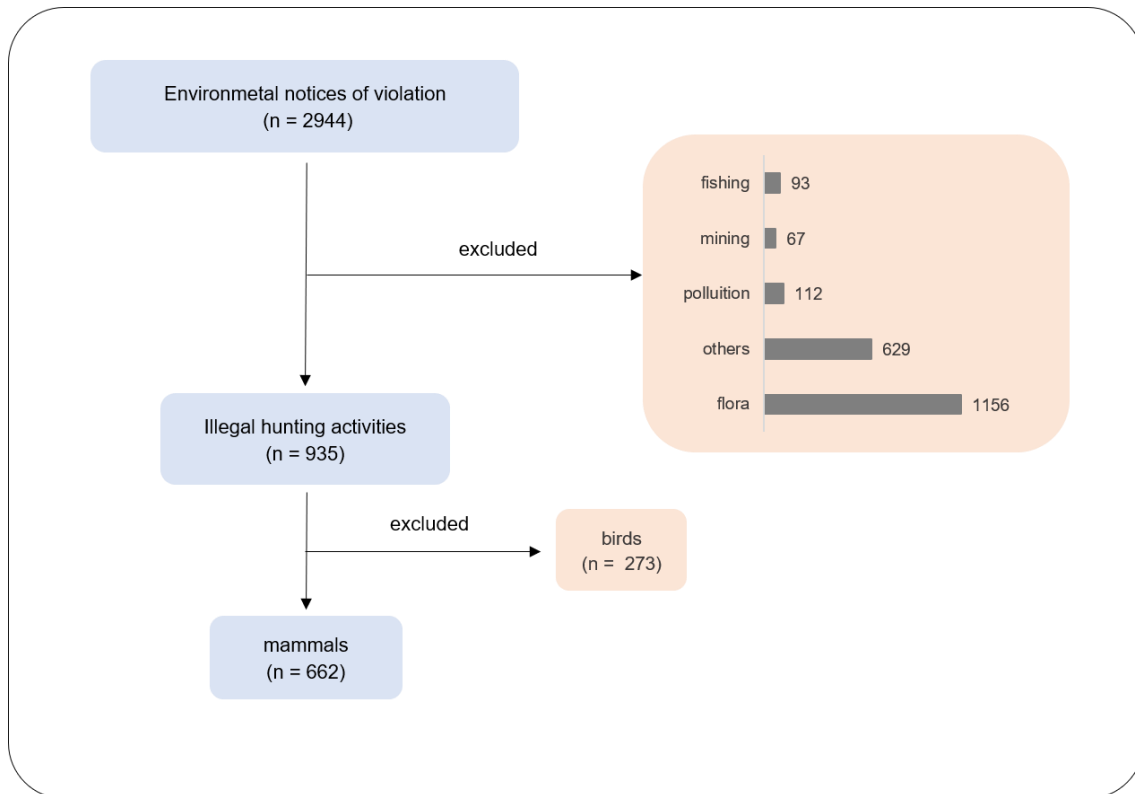 Environmetal notices of violation
(n = 2944)
excluded
fishing 93
mining 67
polluition 112
others 629
flora 1156
Illegal hunting activities
(n = 935)
excluded
birds
(n =  273)
mammals
(n = 662)